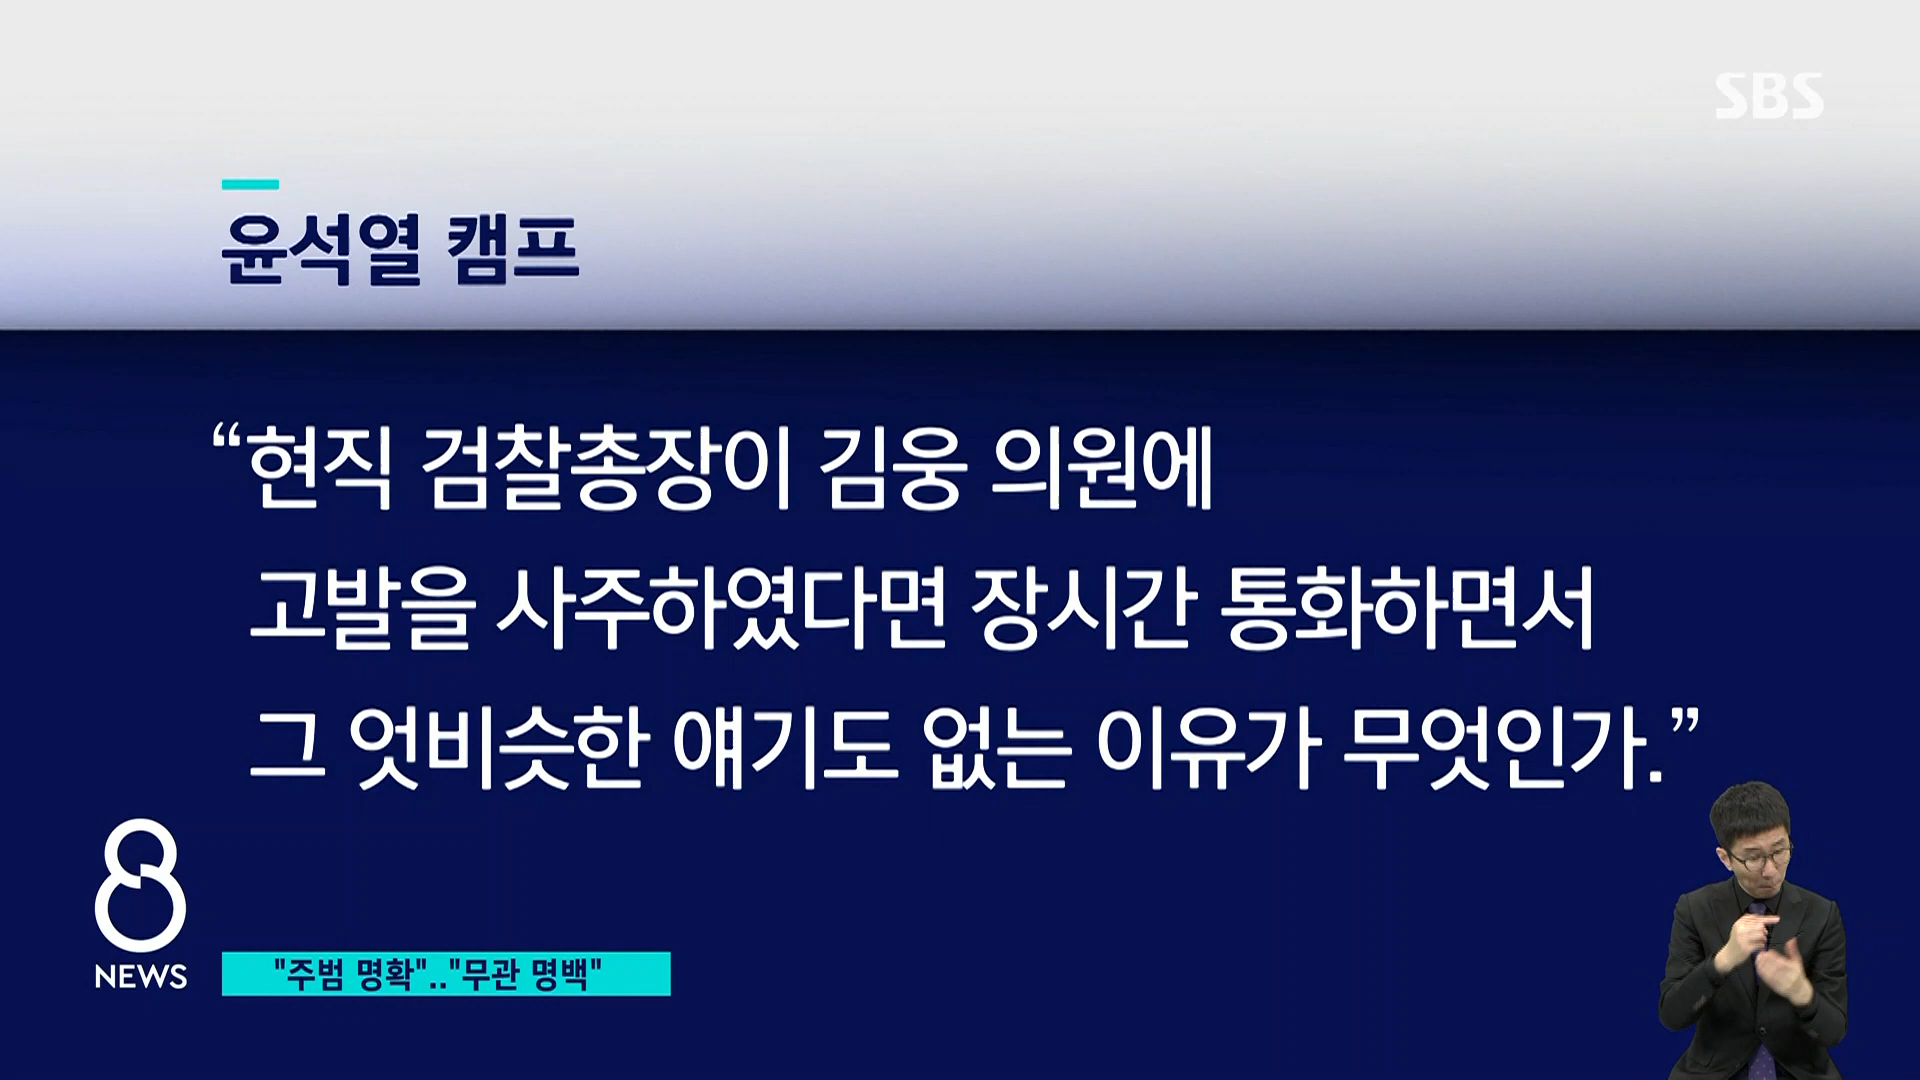 SBS
윤석열 캠프
“현직 검찰총장이 김웅 의원에
고발을 사주하였다면 장시간 통화하면서
그 엇비슷한 얘기도 없는 이유가 무엇인가.”
8
NEWS
"주범 명확"‥"무관 명백"